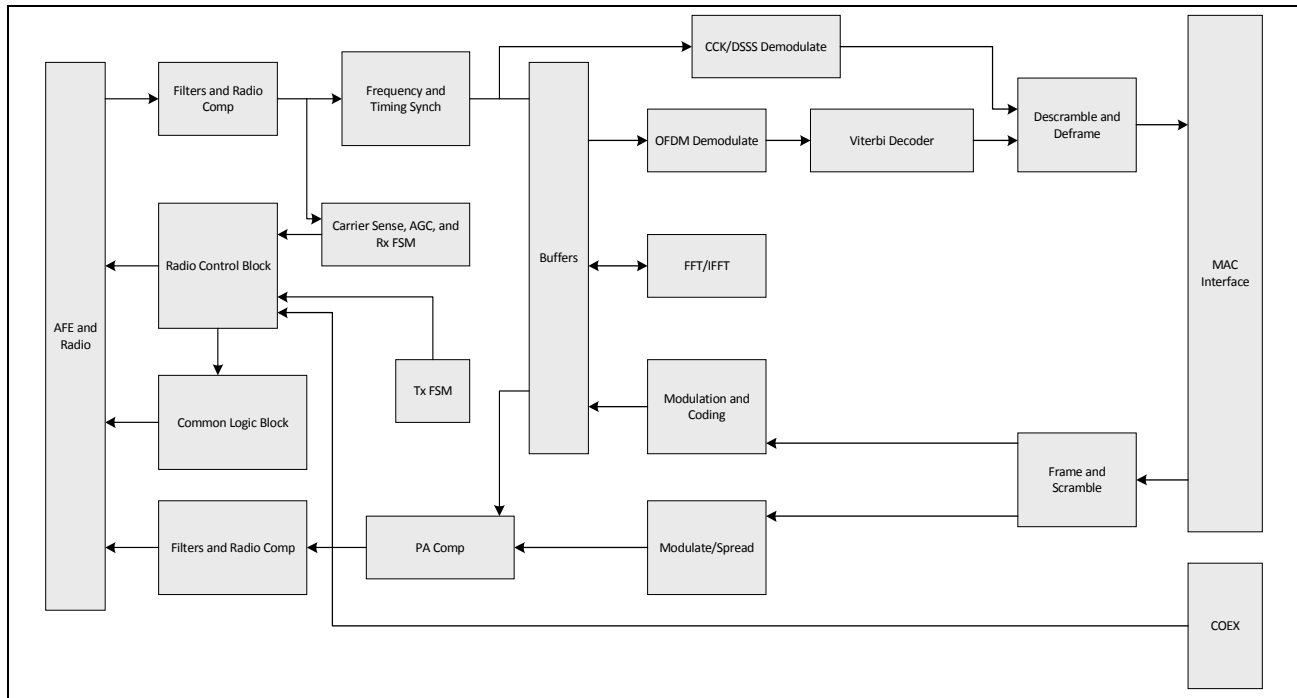 CCK/DSSS Demodulate
Filters and Radio
Comp
Frequency and
Timing Synch
Descramble and
Deframe
OFDM Demodulate
Viterbi Decoder
Carrier Sense, AGC, and
Rx FSM
Radio Control Block
Buffers
FFT/IFFT
MAC
Interface
AFE and
Radio
Tx FSM
Modulation and
Coding
Common Logic Block
Frame and
Scramble
Filters and Radio Comp
PA Comp
Modulate/Spread
COEX